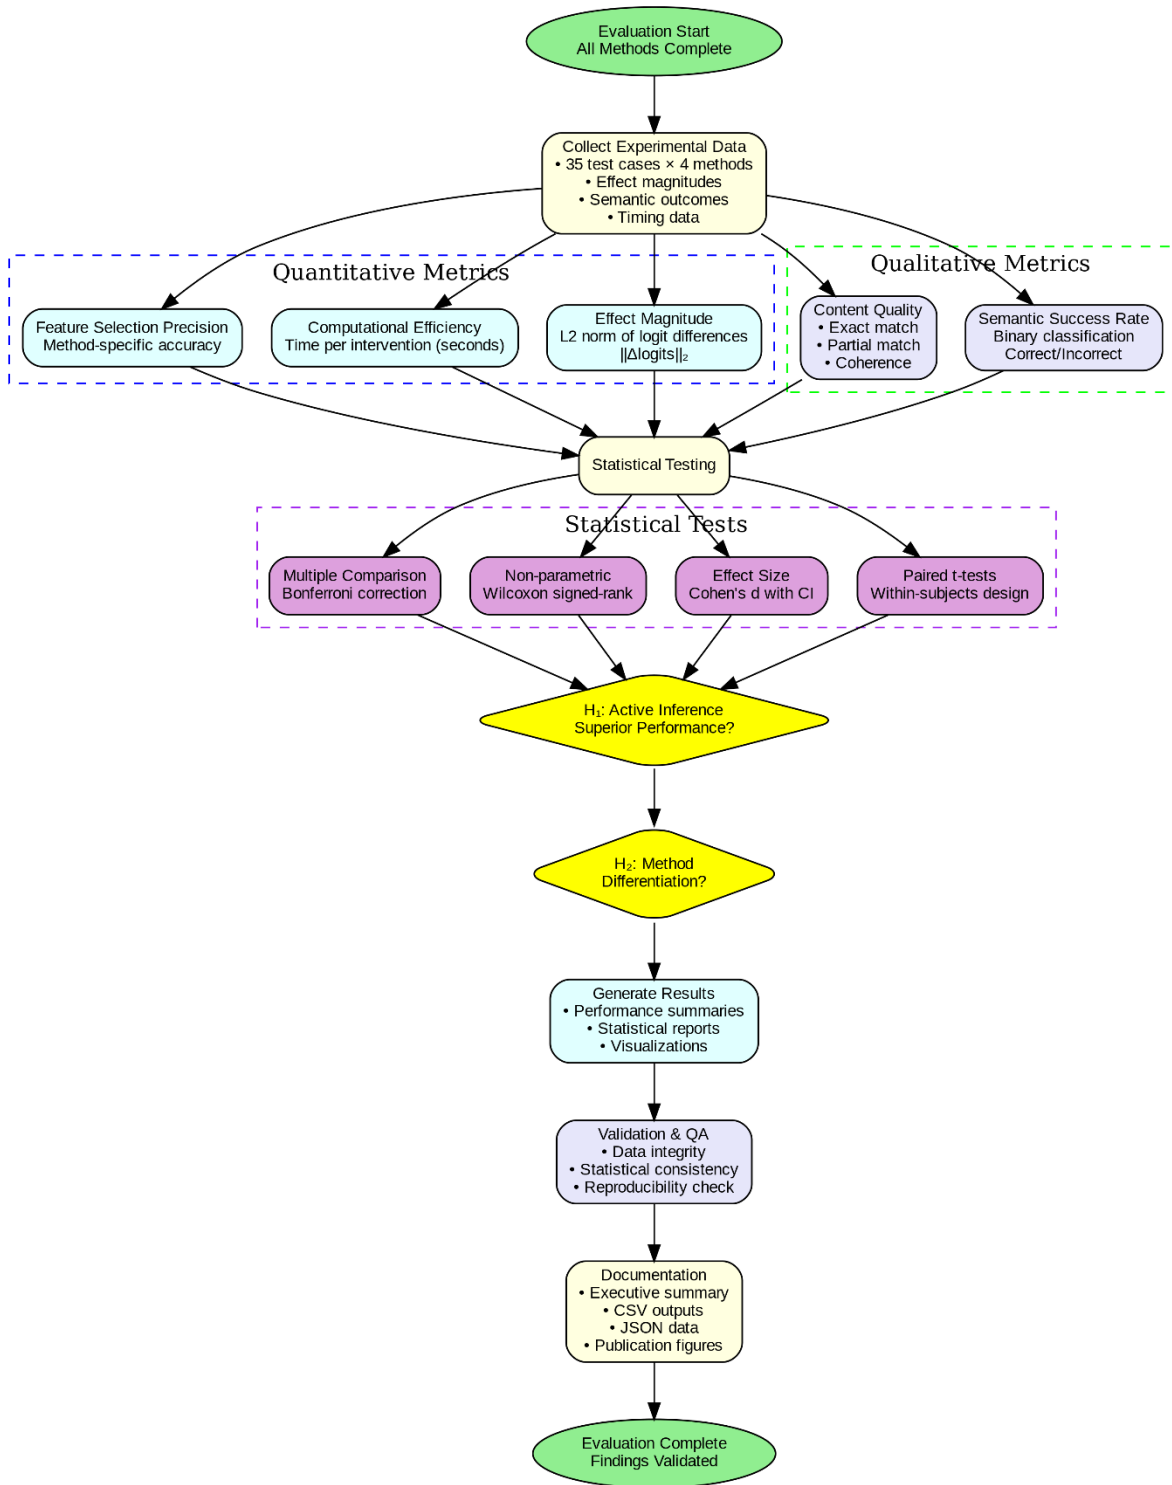 Evaluation Start
All Methods Complete
Collect Experimental Data
• 35 test cases × 4 methods
• Effect magnitudes
• Semantic outcomes
• Timing data
Quantitative Metrics
Qualitative Metrics
Feature Selection Precision
Method-specific accuracy
Computational Efficiency
Time per intervention (seconds)
Effect Magnitude
L2 norm of logit differences
||Δlogits||₂
Content Quality
• Exact match
• Partial match
• Coherence
Semantic Success Rate
Binary classification
Correct/Incorrect
Statistical Testing
Statistical Tests
Multiple Comparison
Bonferroni correction
Non-parametric
Wilcoxon signed-rank
Effect Size
Cohen's d with CI
Paired t-tests
Within-subjects design
H₁: Active Inference
Superior Performance?
H₂: Method
Differentiation?
Generate Results
• Performance summaries
• Statistical reports
• Visualizations
Validation & QA
• Data integrity
• Statistical consistency
• Reproducibility check
Documentation
• Executive summary
• CSV outputs
• JSON data
• Publication figures
Evaluation Complete
Findings Validated